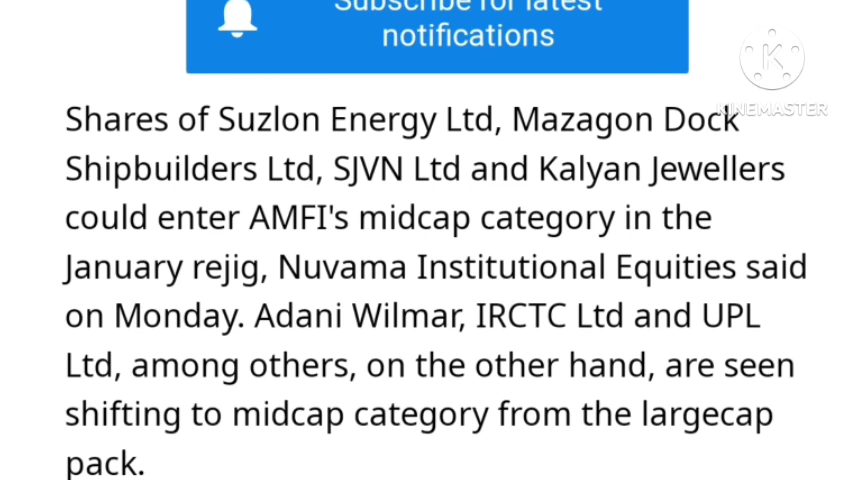 Subscribe for latest
notifications
KINEMASTER
Shares of Suzlon Energy Ltd, Mazagon Dock
Shipbuilders Ltd, SJVN Ltd and Kalyan Jewellers
could enter AMFI's midcap category in the
January rejig, Nuvama Institutional Equities said
on Monday. Adani Wilmar, IRCTC Ltd and UPL
Ltd, among others, on the other hand, are seen
shifting to midcap category from the largecap
pack.